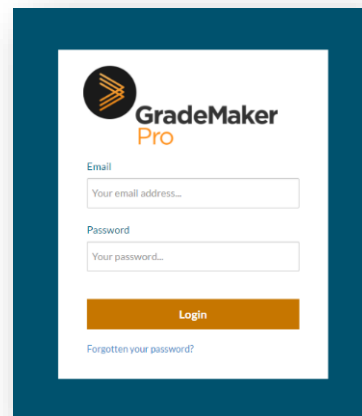 GradeMaker
Pro
Email
Your email address...
Password
Your password...
Login
Forgotten your password?